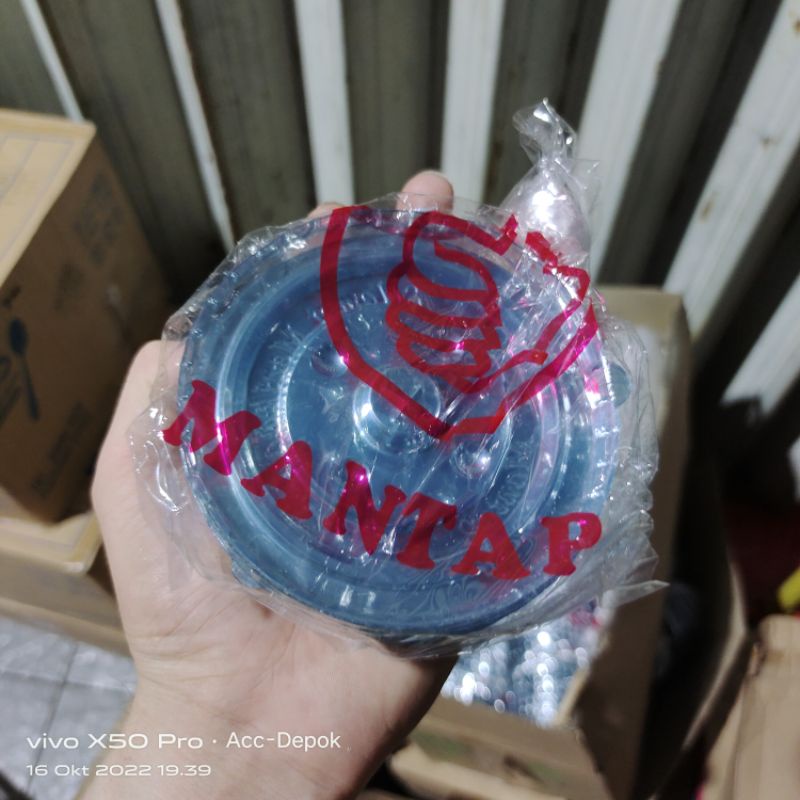 MANTAP
vivo X50 Pro · Acc-Depok
16 Okt 2022 19.39